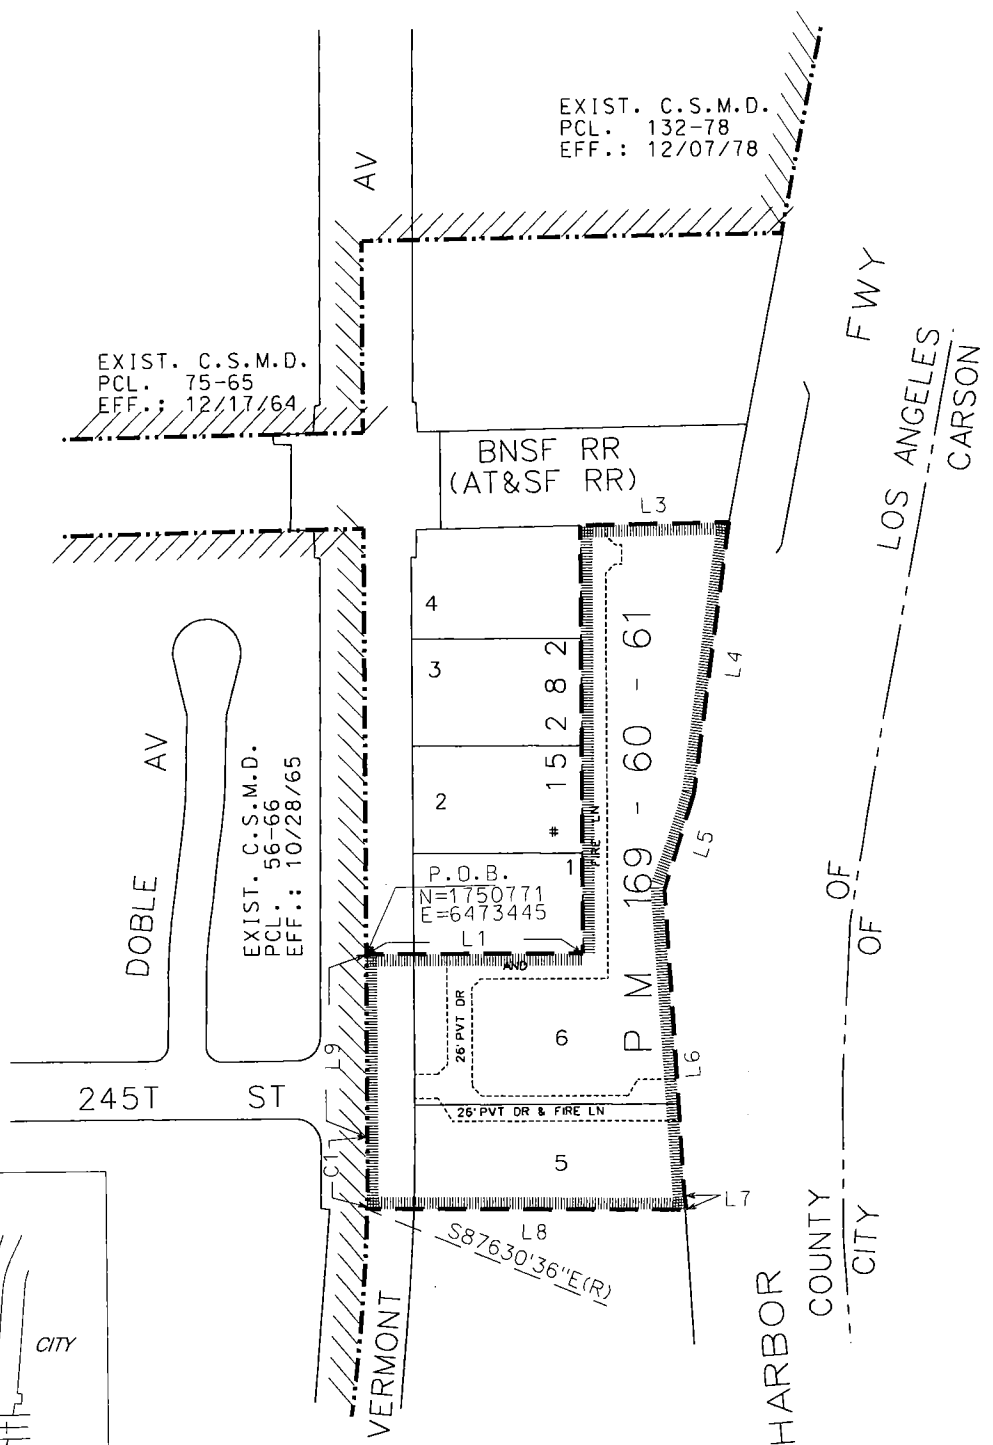 EXIST. C.S.M.D.
PCL. 132-78
EFF.: 12/07/78
AV
FWY
EXIST. C.S.M.D.
PCL. 75-65
EFF.: 12/17/64
LOS ANGELES
CARSON
BNSF RR
(AT&SF RR)
L3
4
3
2
1
# 15282
P M 169 - 60 - 61
L4
L5
FIRE LN
AV
DOBLE
EXIST. C.S.M.D.
PCL. 56-66
EFF.: 10/28/65
P.O.B.
N=1750771
E=6473445
L1
AND
OF
OF
26' PVT DR
6
L6
L9
245T ST
26' PVT DR & FIRE LN
C1
5
L7
L8
S87630'36"E(R)
COUNTY
CITY
HARBOR
VERMONT
CITY